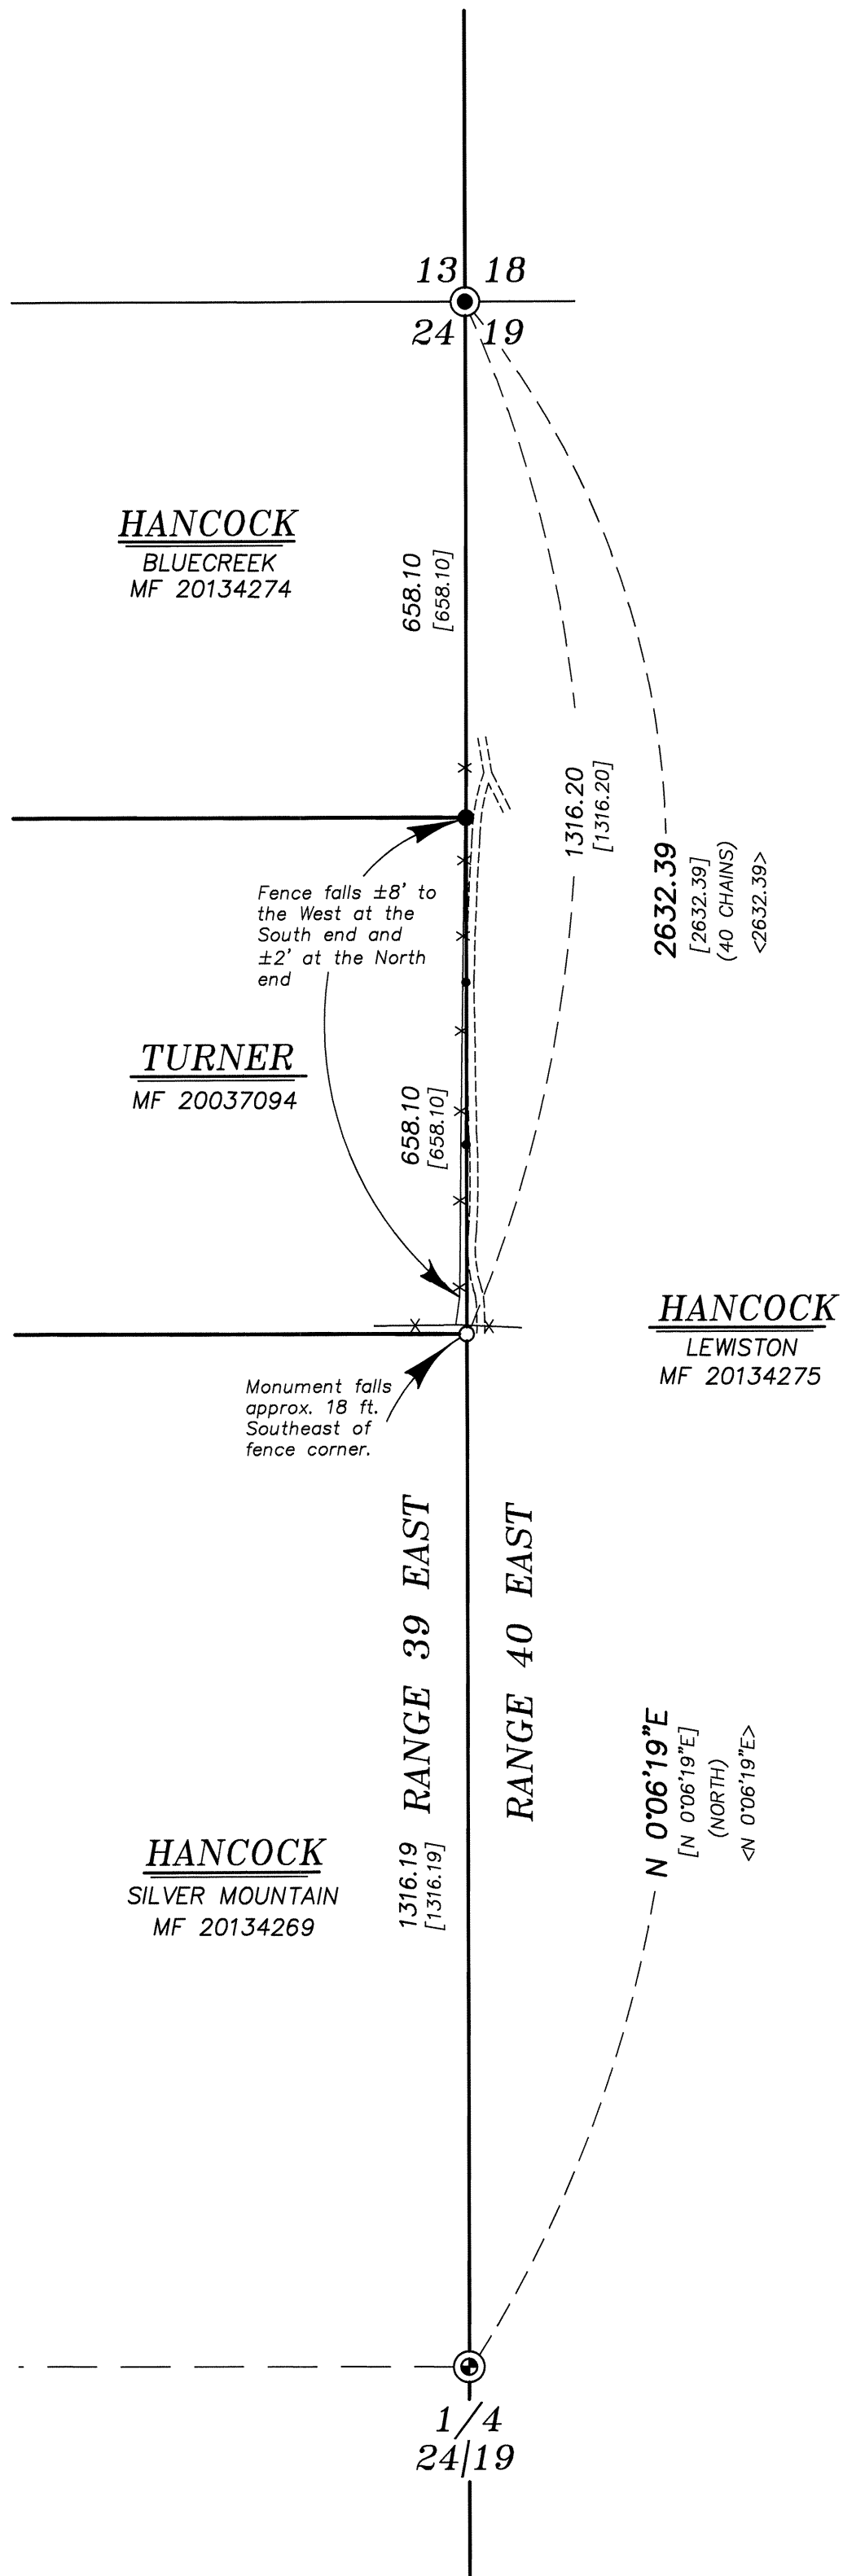 13 18
24 19
HANCOCK
BLUECREEK
MF 20134274
658.10
[658.10]
1316.20
[1316.20]
2632.39
[2632.39]
(40 CHAINS)
<2632.39>
Fence falls ±8' to
the West at the
South end and
±2' at the North
end
TURNER
MF 20037094
658.10
[658.10]
HANCOCK
LEWISTON
MF 20134275
Monument falls
approx. 18 ft.
Southeast of
fence corner.
RANGE 39 EAST
RANGE 40 EAST
N 0°06'19"E
[N 0°06'19"E]
(NORTH)
<N 0°06'19"E>
HANCOCK
SILVER MOUNTAIN
MF 20134269
1316.19
[1316.19]
1/4
24|19